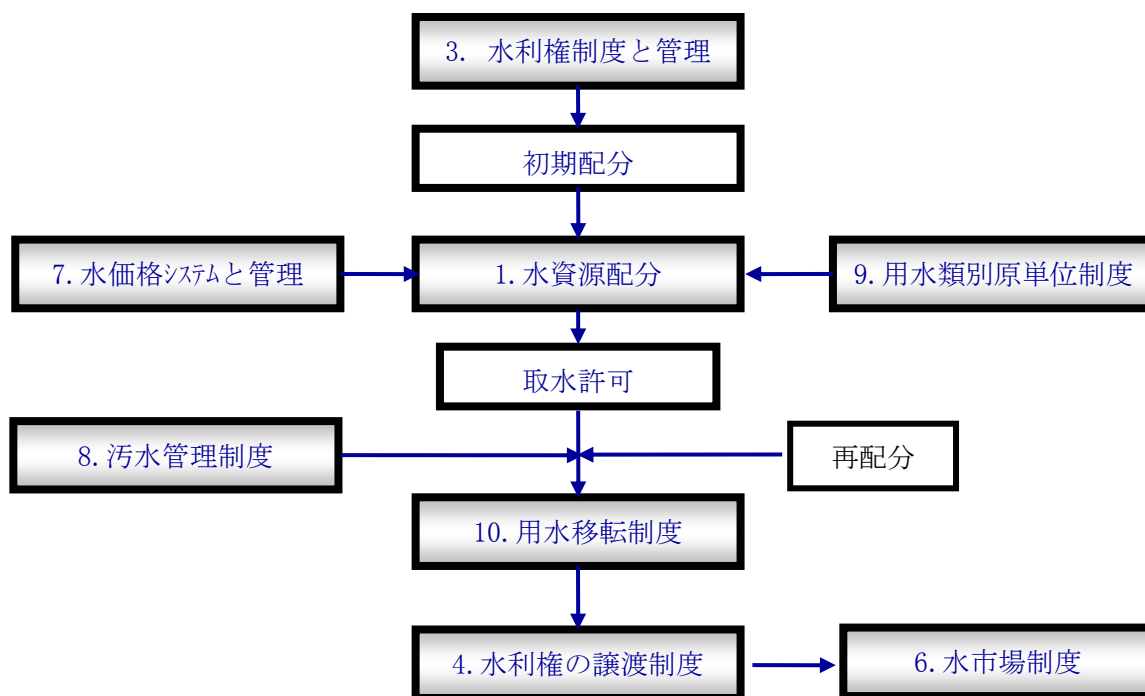 3. 水利権制度と管理
初期配分
7.水価格ｼｽﾃﾑと管理
1.水資源配分
9.用水類別原単位制度
取水許可
8.汚水管理制度
再配分
10.用水移転制度
4.水利権の譲渡制度
6.水市場制度